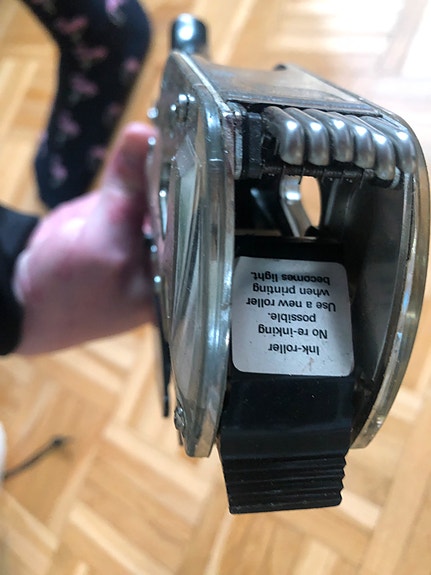 Ink-roller
No re-inking
possible.
Use a new roller
when printing
becomes light.